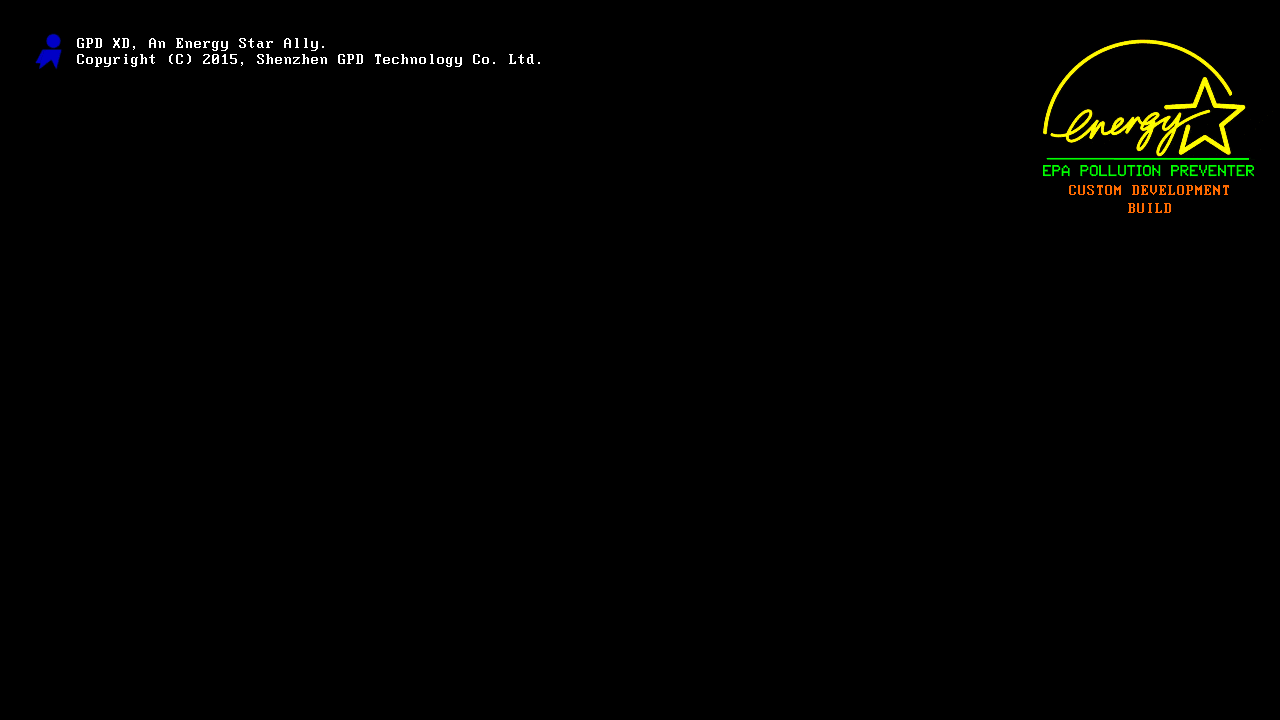 GPD XD, An Energy Star Ally.
Copyright (C) 2015, Shenzhen GPD Technology Co. Ltd.
energy
EPA POLLUTION PREVENTER
CUSTOM DEVELOPMENT
BUILD